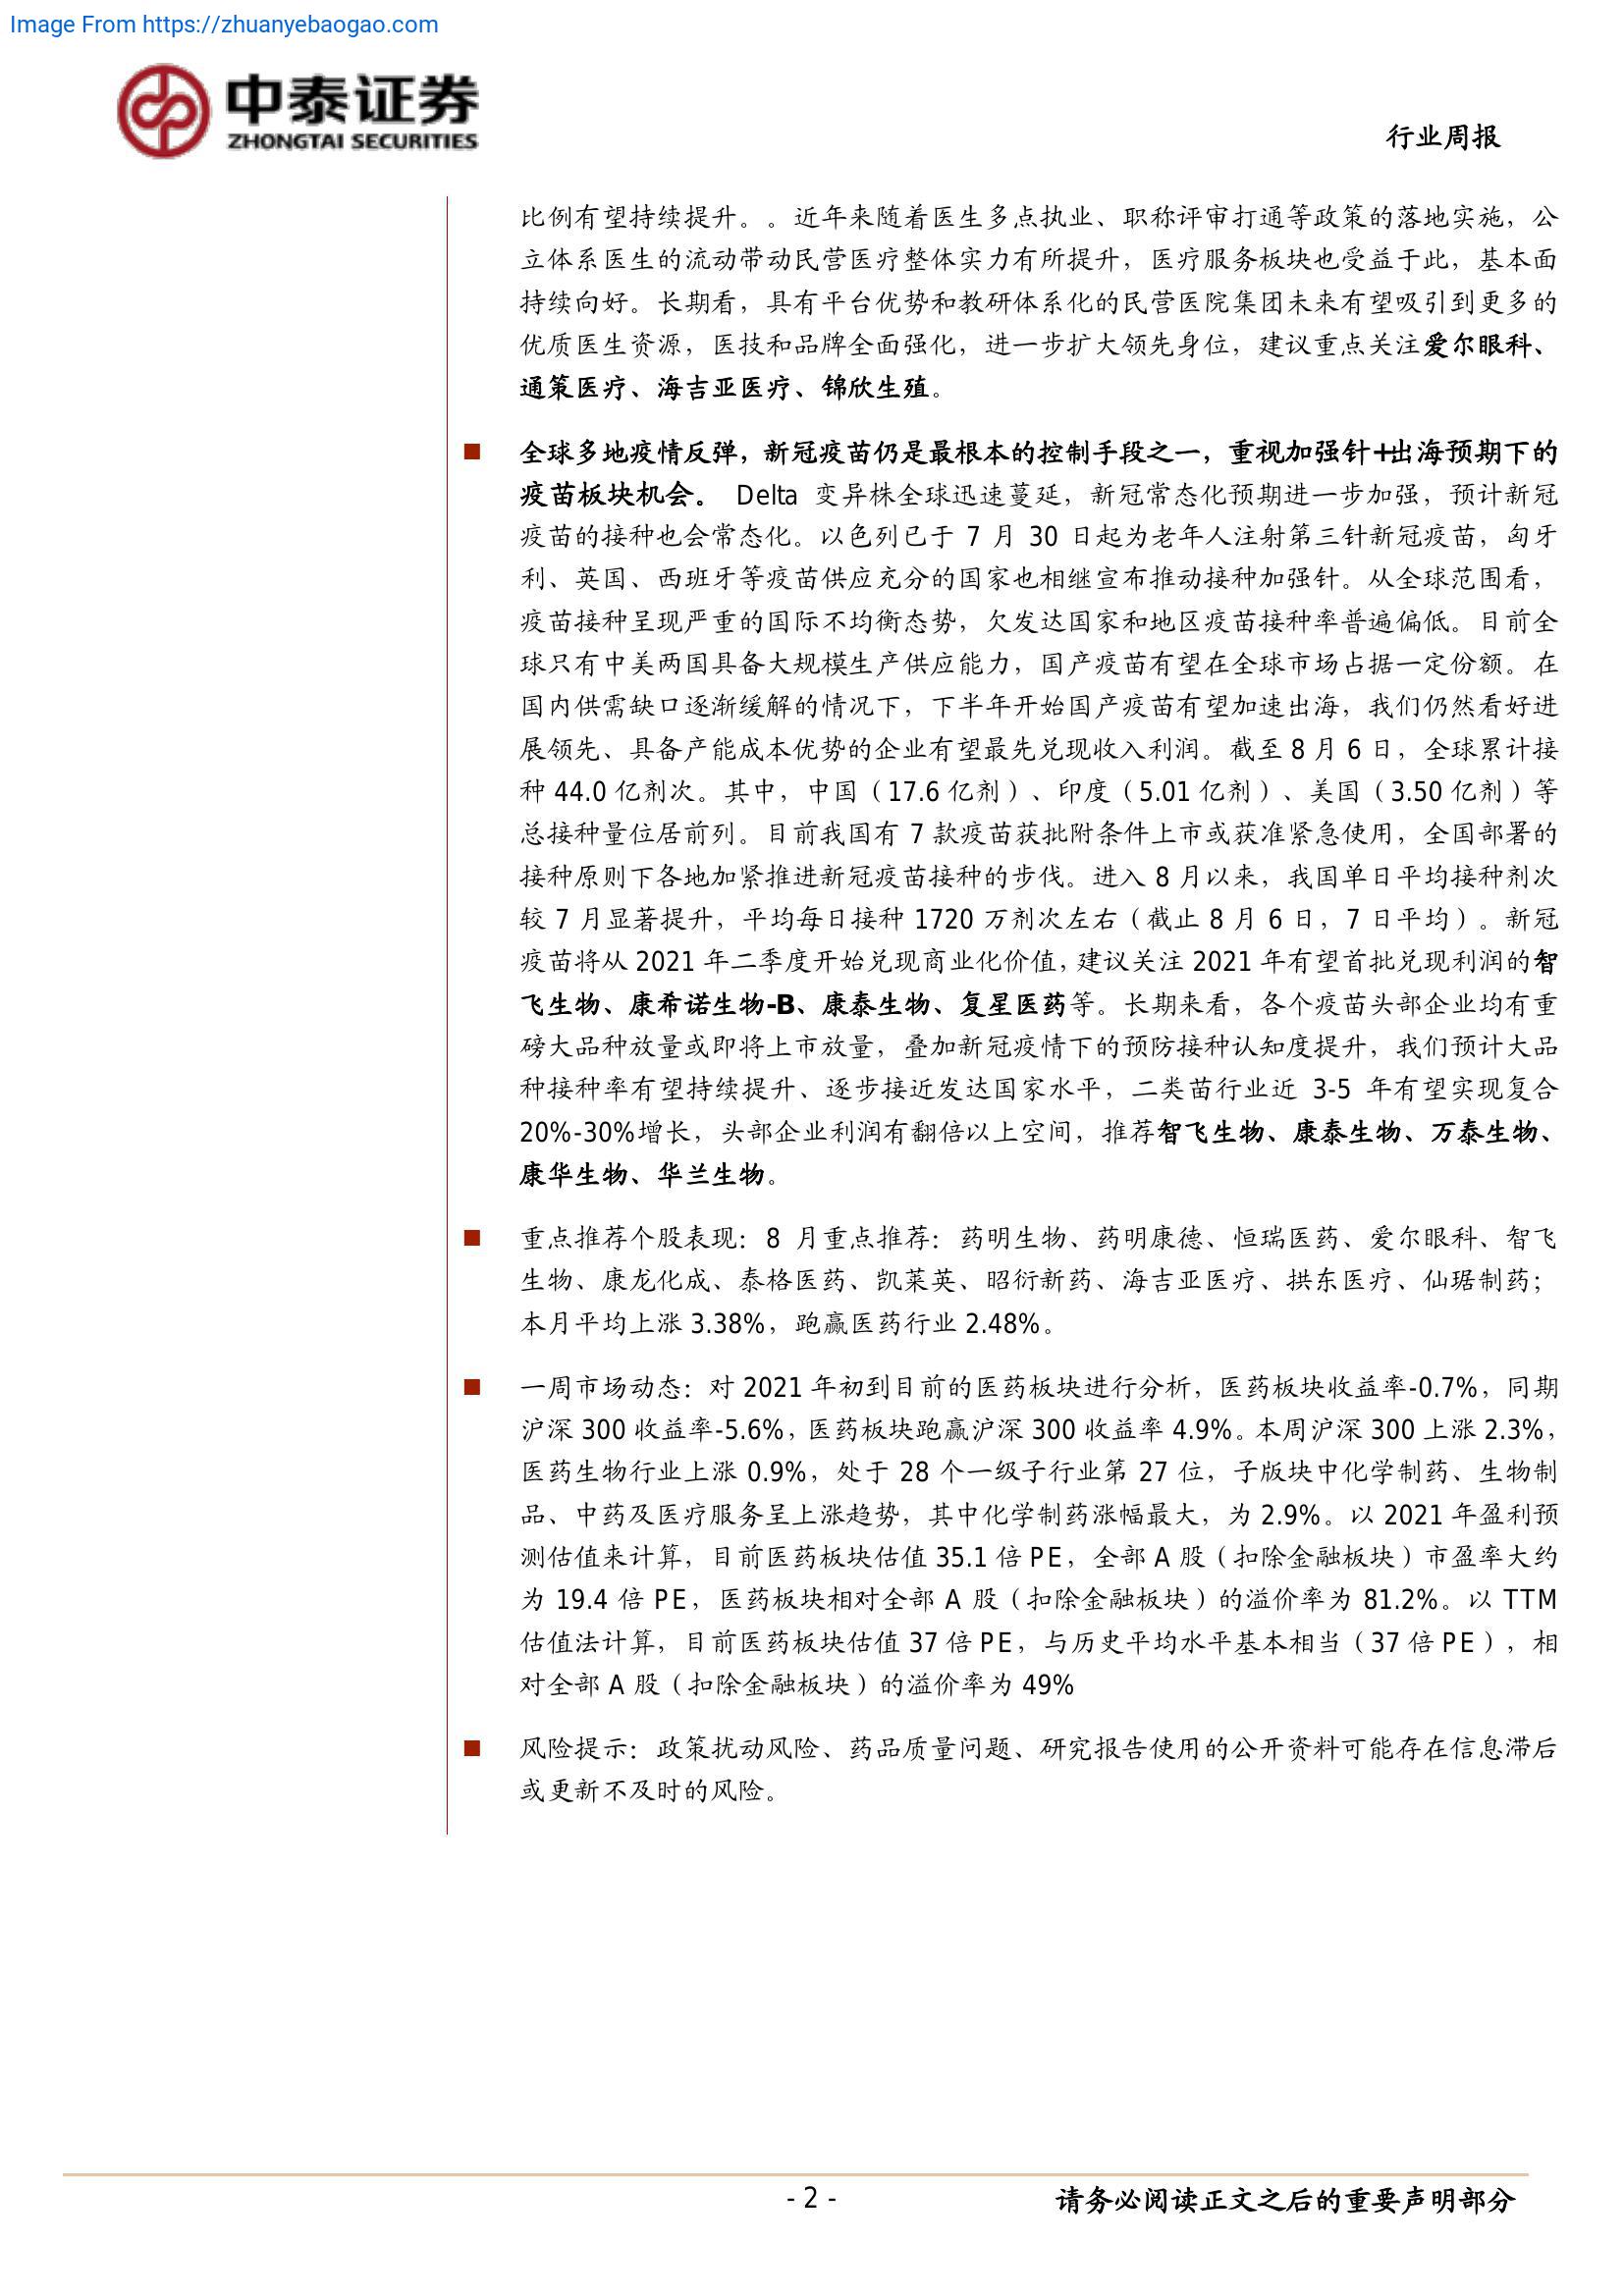 Image From https://zhuanyebaogao.com
中泰证券
ZHONGTAI SECURITIES
行业周报
比例有望持续提升。。近年来随着医生多点执业、职称评审打通等政策的落地实施，公
立体系医生的流动带动民营医疗整体实力有所提升，医疗服务板块也受益于此，基本面
持续向好。长期看，具有平台优势和教研体系化的民营医院集团未来有望吸引到更多的
优质医生资源，医技和品牌全面强化，进一步扩大领先身位，建议重点关注爱尔眼科、
通策医疗、海吉亚医疗、锦欣生殖。
■ 全球多地疫情反弹，新冠疫苗仍是最根本的控制手段之一，重视加强针+出海预期下的
疫苗板块机会。 Delta 变异株全球迅速蔓延，新冠常态化预期进一步加强，预计新冠
疫苗的接种也会常态化。以色列已于 7 月 30 日起为老年人注射第三针新冠疫苗，匈牙
利、英国、西班牙等疫苗供应充分的国家也相继宣布推动接种加强针。从全球范围看，
疫苗接种呈现严重的国际不均衡态势，欠发达国家和地区疫苗接种率普遍偏低。目前全
球只有中美两国具备大规模生产供应能力，国产疫苗有望在全球市场占据一定份额。在
国内供需缺口逐渐缓解的情况下，下半年开始国产疫苗有望加速出海，我们仍然看好进
展领先、具备产能成本优势的企业有望最先兑现收入利润。截至 8 月 6 日，全球累计接
种 44.0 亿剂次。其中，中国（17.6 亿剂）、印度（5.01 亿剂）、美国（3.50 亿剂）等
总接种量位居前列。目前我国有 7 款疫苗获批附条件上市或获准紧急使用，全国部署的
接种原则下各地加紧推进新冠疫苗接种的步伐。进入 8 月以来，我国单日平均接种剂次
较 7 月显著提升，平均每日接种 1720 万剂次左右（截止 8 月 6 日，7 日平均）。新冠
疫苗将从 2021 年二季度开始兑现商业化价值，建议关注 2021 年有望首批兑现利润的智
飞生物、康希诺生物-B、康泰生物、复星医药等。长期来看，各个疫苗头部企业均有重
磅大品种放量或即将上市放量，叠加新冠疫情下的预防接种认知度提升，我们预计大品
种接种率有望持续提升、逐步接近发达国家水平，二类苗行业近 3-5 年有望实现复合
20%-30%增长，头部企业利润有翻倍以上空间，推荐智飞生物、康泰生物、万泰生物、
康华生物、华兰生物。
■ 重点推荐个股表现：8 月重点推荐：药明生物、药明康德、恒瑞医药、爱尔眼科、智飞
生物、康龙化成、泰格医药、凯莱英、昭衍新药、海吉亚医疗、拱东医疗、仙琚制药；
本月平均上涨 3.38%，跑赢医药行业 2.48%。
■ 一周市场动态：对 2021 年初到目前的医药板块进行分析，医药板块收益率-0.7%，同期
沪深 300 收益率-5.6%，医药板块跑赢沪深 300 收益率 4.9%。本周沪深 300 上涨 2.3%，
医药生物行业上涨 0.9%，处于 28 个一级子行业第 27 位，子版块中化学制药、生物制
品、中药及医疗服务呈上涨趋势，其中化学制药涨幅最大，为 2.9%。以 2021 年盈利预
测估值来计算，目前医药板块估值 35.1 倍 PE，全部 A 股（扣除金融板块）市盈率大约
为 19.4 倍 PE，医药板块相对全部 A 股（扣除金融板块）的溢价率为 81.2%。以 TTM
估值法计算，目前医药板块估值 37 倍 PE，与历史平均水平基本相当（37 倍 PE），相
对全部 A 股（扣除金融板块）的溢价率为 49%
■ 风险提示：政策扰动风险、药品质量问题、研究报告使用的公开资料可能存在信息滞后
或更新不及时的风险。
- 2 -
请务必阅读正文之后的重要声明部分